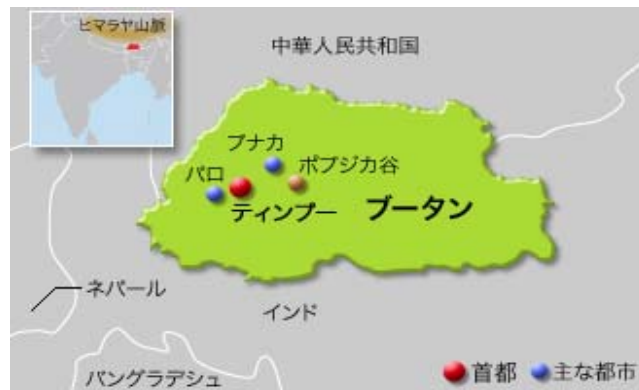 ヒマラヤ山脈
中華人民共和国
プナカ
ポブジカ谷
パロ
ティンプー
ブータン
ネパール
インド
バングラデシュ
首都 主な都市